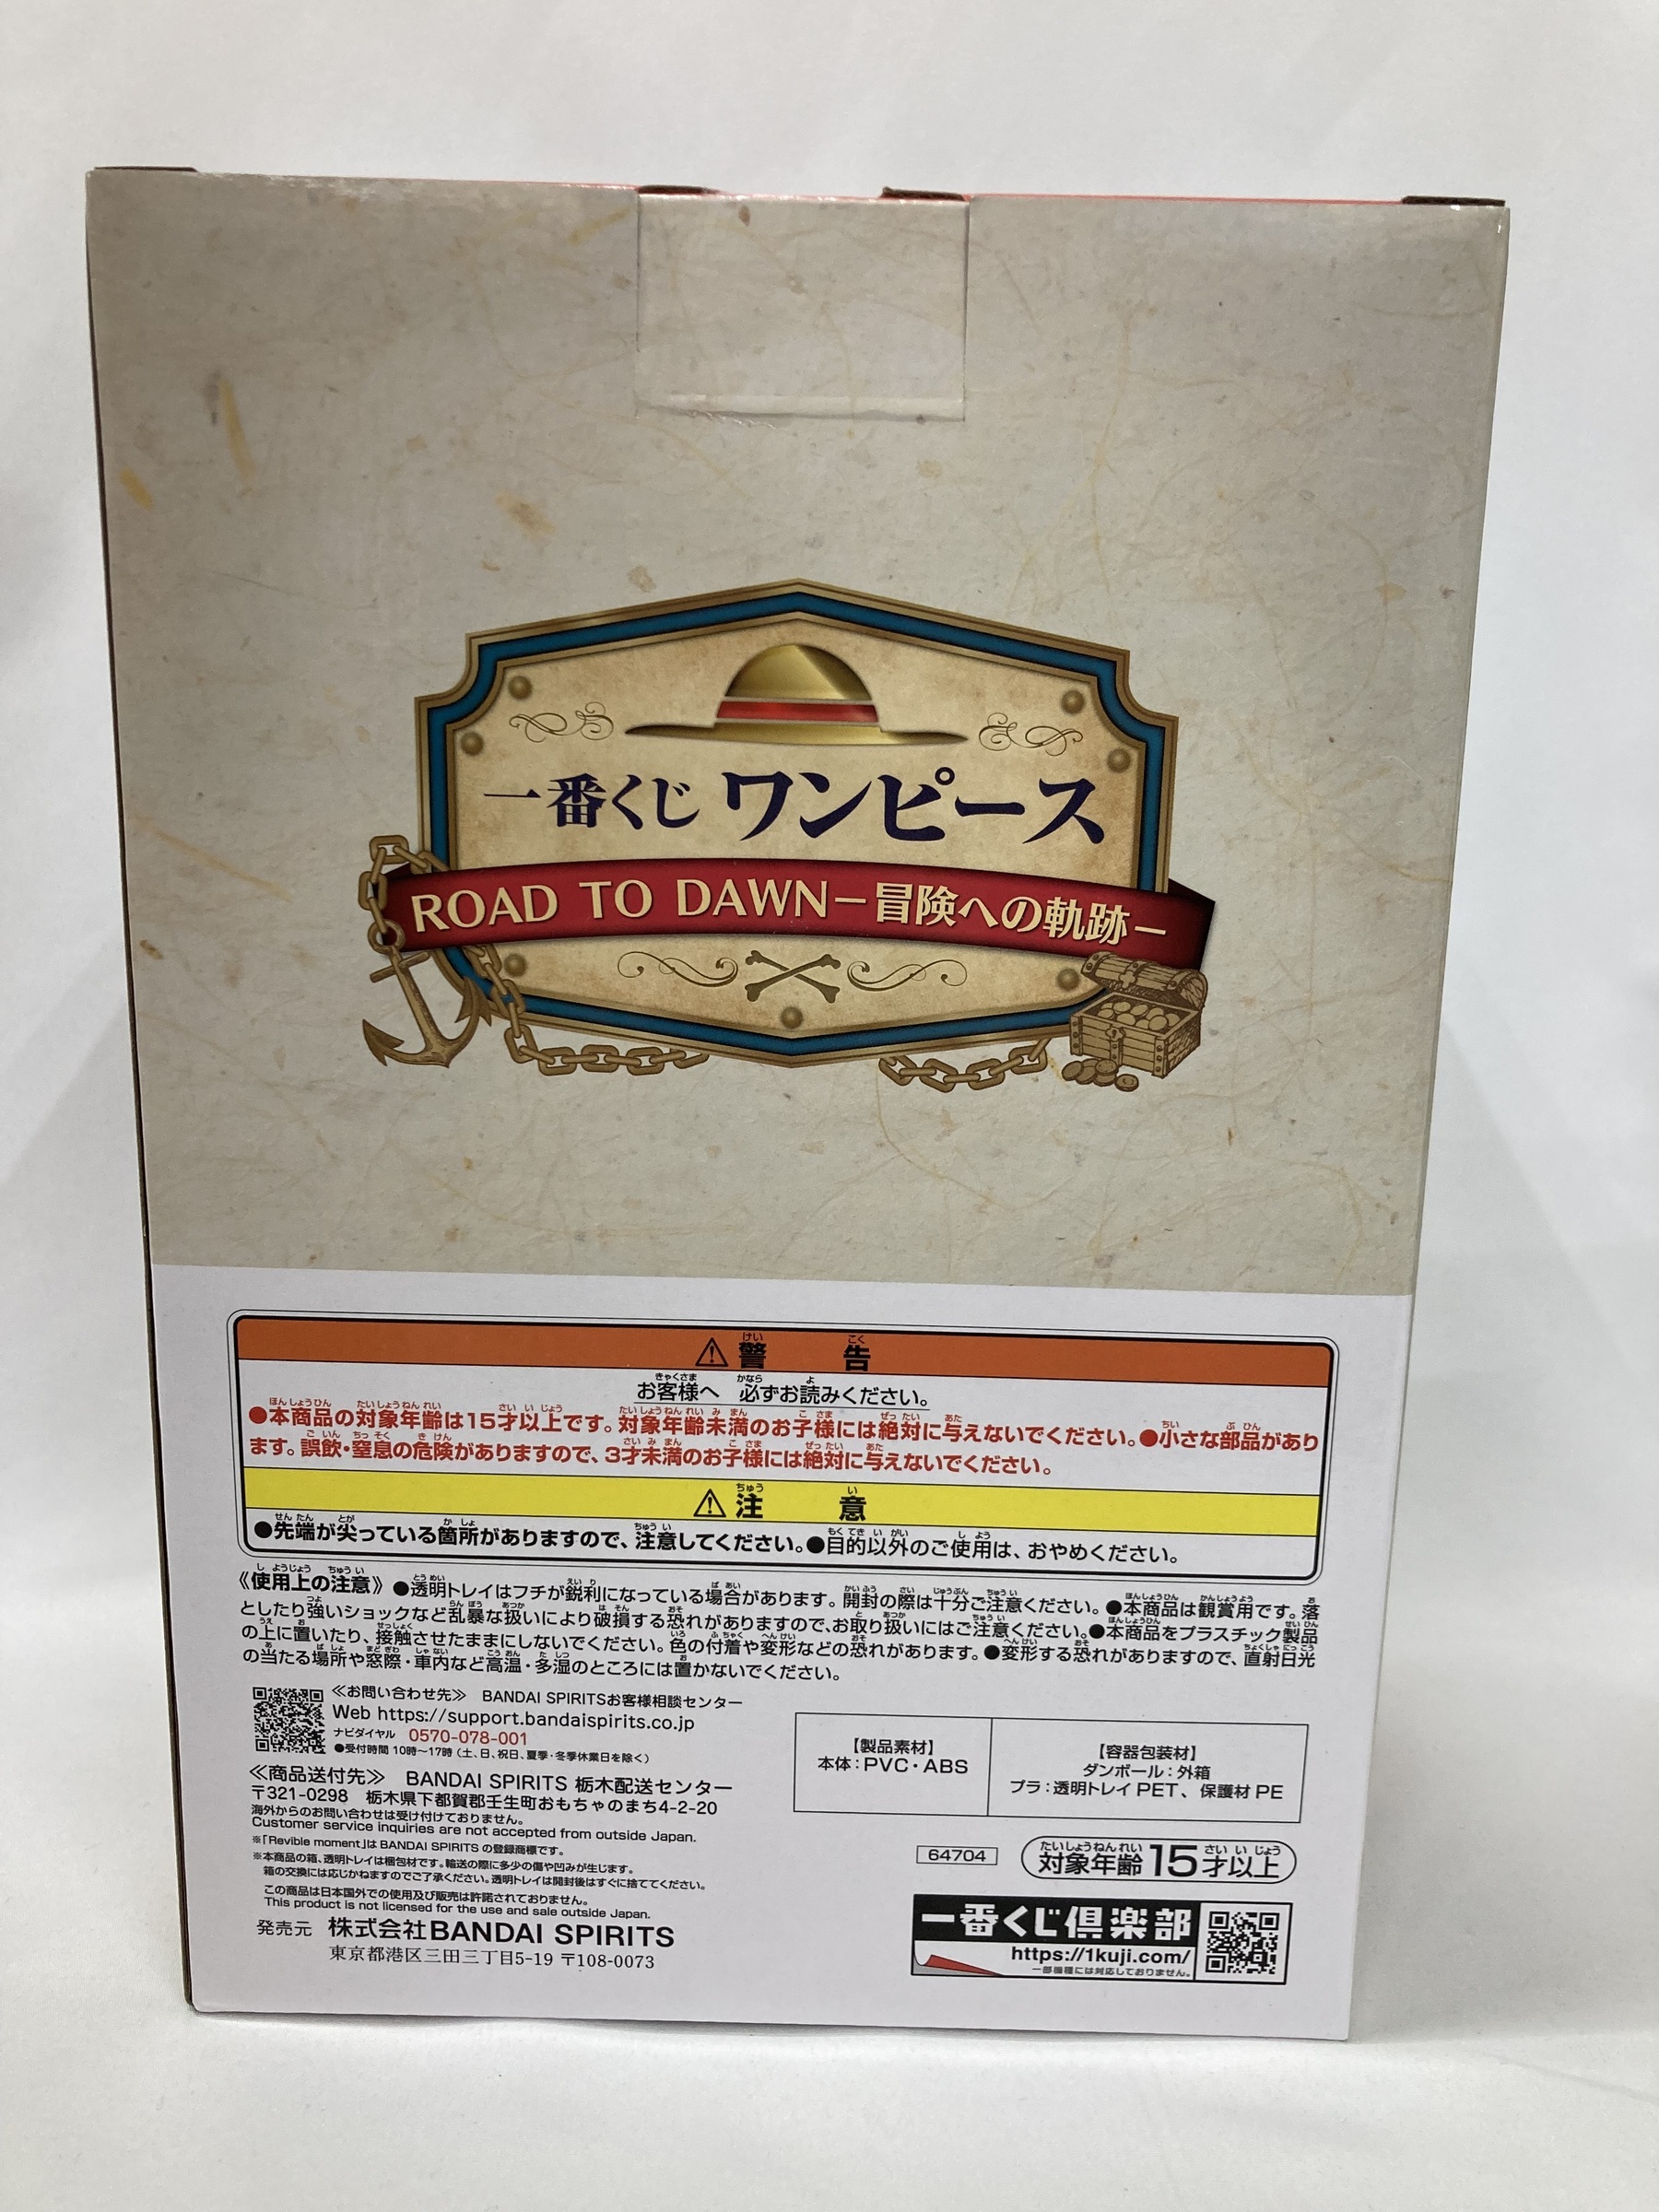 一番くじ ワンピース
ROAD TO DAWN－冒険への軌跡－
⚠警告
お客様へ 必ずお読みください。
●本商品の対象年齢は15才以上です。対象年齢未満のお子様には絶対に与えないでください。●小さな部品があり
ます。誤飲・窒息の危険がありますので、3才未満のお子様には絶対に与えないでください。
⚠注意
●先端が尖っている箇所がありますので、注意してください。●目的以外のご使用は、おやめください。
《使用上の注意》●透明トレイはフチが鋭利になっている場合があります。開封の際は十分ご注意ください。●本商品は観賞用です。落
としたり強いショックなど乱暴な扱いにより破損する恐れがありますので、お取り扱いにはご注意ください。●本商品をプラスチック製品
の上に置いたり、接触させたままにしないでください。色の付着や変形などの恐れがあります。●変形する恐れがありますので、直射日光
の当たる場所や窓際・車内など高温・多湿のところには置かないでください。
≪お問い合わせ先≫ BANDAI SPIRITSお客様相談センター
Web https://support.bandaispirits.co.jp
ナビダイヤル 0570-078-001
●受付時間 10時～17時（土、日、祝日、夏季・冬季休業日を除く）
≪商品送付先≫ BANDAI SPIRITS 栃木配送センター
〒321-0298 栃木県下都賀郡壬生町おもちゃのまち4-2-20
海外からのお問い合わせは受け付けておりません。
Customer service inquiries are not accepted from outside Japan.
※「Revible moment」は BANDAI SPIRITS の登録商標です。
※本商品の箱、透明トレイは梱包材です。輸送の際に多少の傷や凹みが生じます。
箱の交換には応じかねますのでご了承ください。透明トレイは開封後はすぐに捨ててください。
この商品は日本国外での使用及び販売は許諾されておりません。
This product is not licensed for the use and sale outside Japan.
発売元 株式会社BANDAI SPIRITS
東京都港区三田三丁目5-19 〒108-0073
【製品素材】
本体：PVC・ABS
【容器包装材】
ダンボール：外箱
プラ：透明トレイ PET、保護材 PE
64704
対象年齢15才以上
一番くじ倶楽部
https://1kuji.com/
一部機種には対応しておりません。